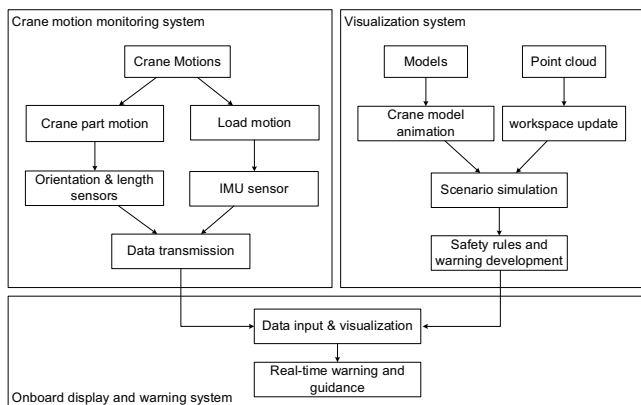 Crane motion monitoring system
Crane Motions
Crane part motion
Load motion
Orientation & length
sensors
IMU sensor
Data transmission
Visualization system
Models
Point cloud
Crane model
animation
workspace update
Scenario simulation
Safety rules and
warning development
Data input & visualization
Real-time warning and
guidance
Onboard display and warning system